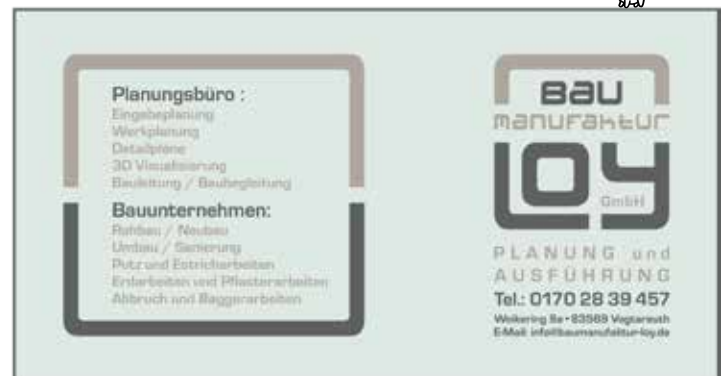 Planungsbüro :
Eingabeplanung
Werkplanung
Detailpläne
3D Visualisierung
Bauleitung / Baubegleitung
Bauunternehmen:
Rohbau / Neubau
Umbau / Sanierung
Putz und Estricharbeiten
Erdarbeiten und Pflasterarbeiten
Abbruch und Baggerarbeiten
Bau
manufaktur
Loy
GmbH
PLANUNG und
AUSFÜHRUNG
Tel.: 0170 28 39 457
Weikering 8a • 83569 Vogtareuth
E-Mail: info@baumanufaktur-loy.de